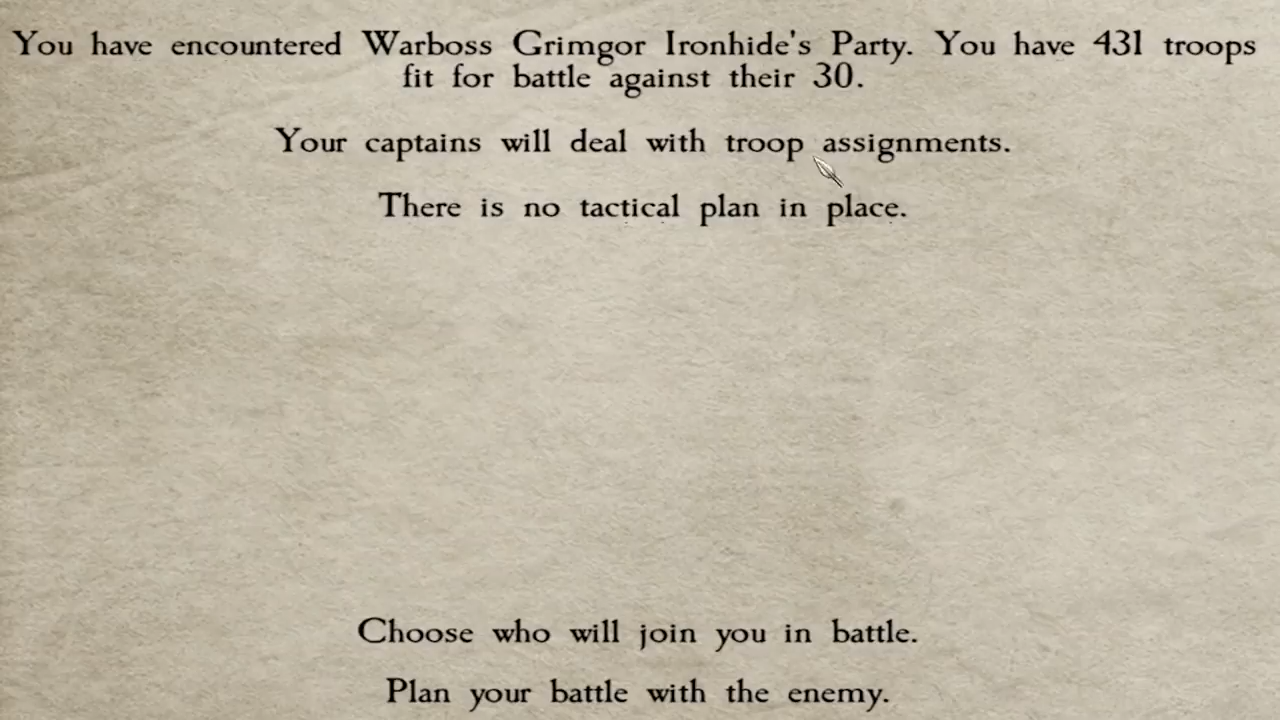 You have encountered Warboss Grimgor Ironhide's Party. You have 431 troops
fit for battle against their 30.
Your captains will deal with troop assignments.
There is no tactical plan in place.
Choose who will join you in battle.
Plan your battle with the enemy.